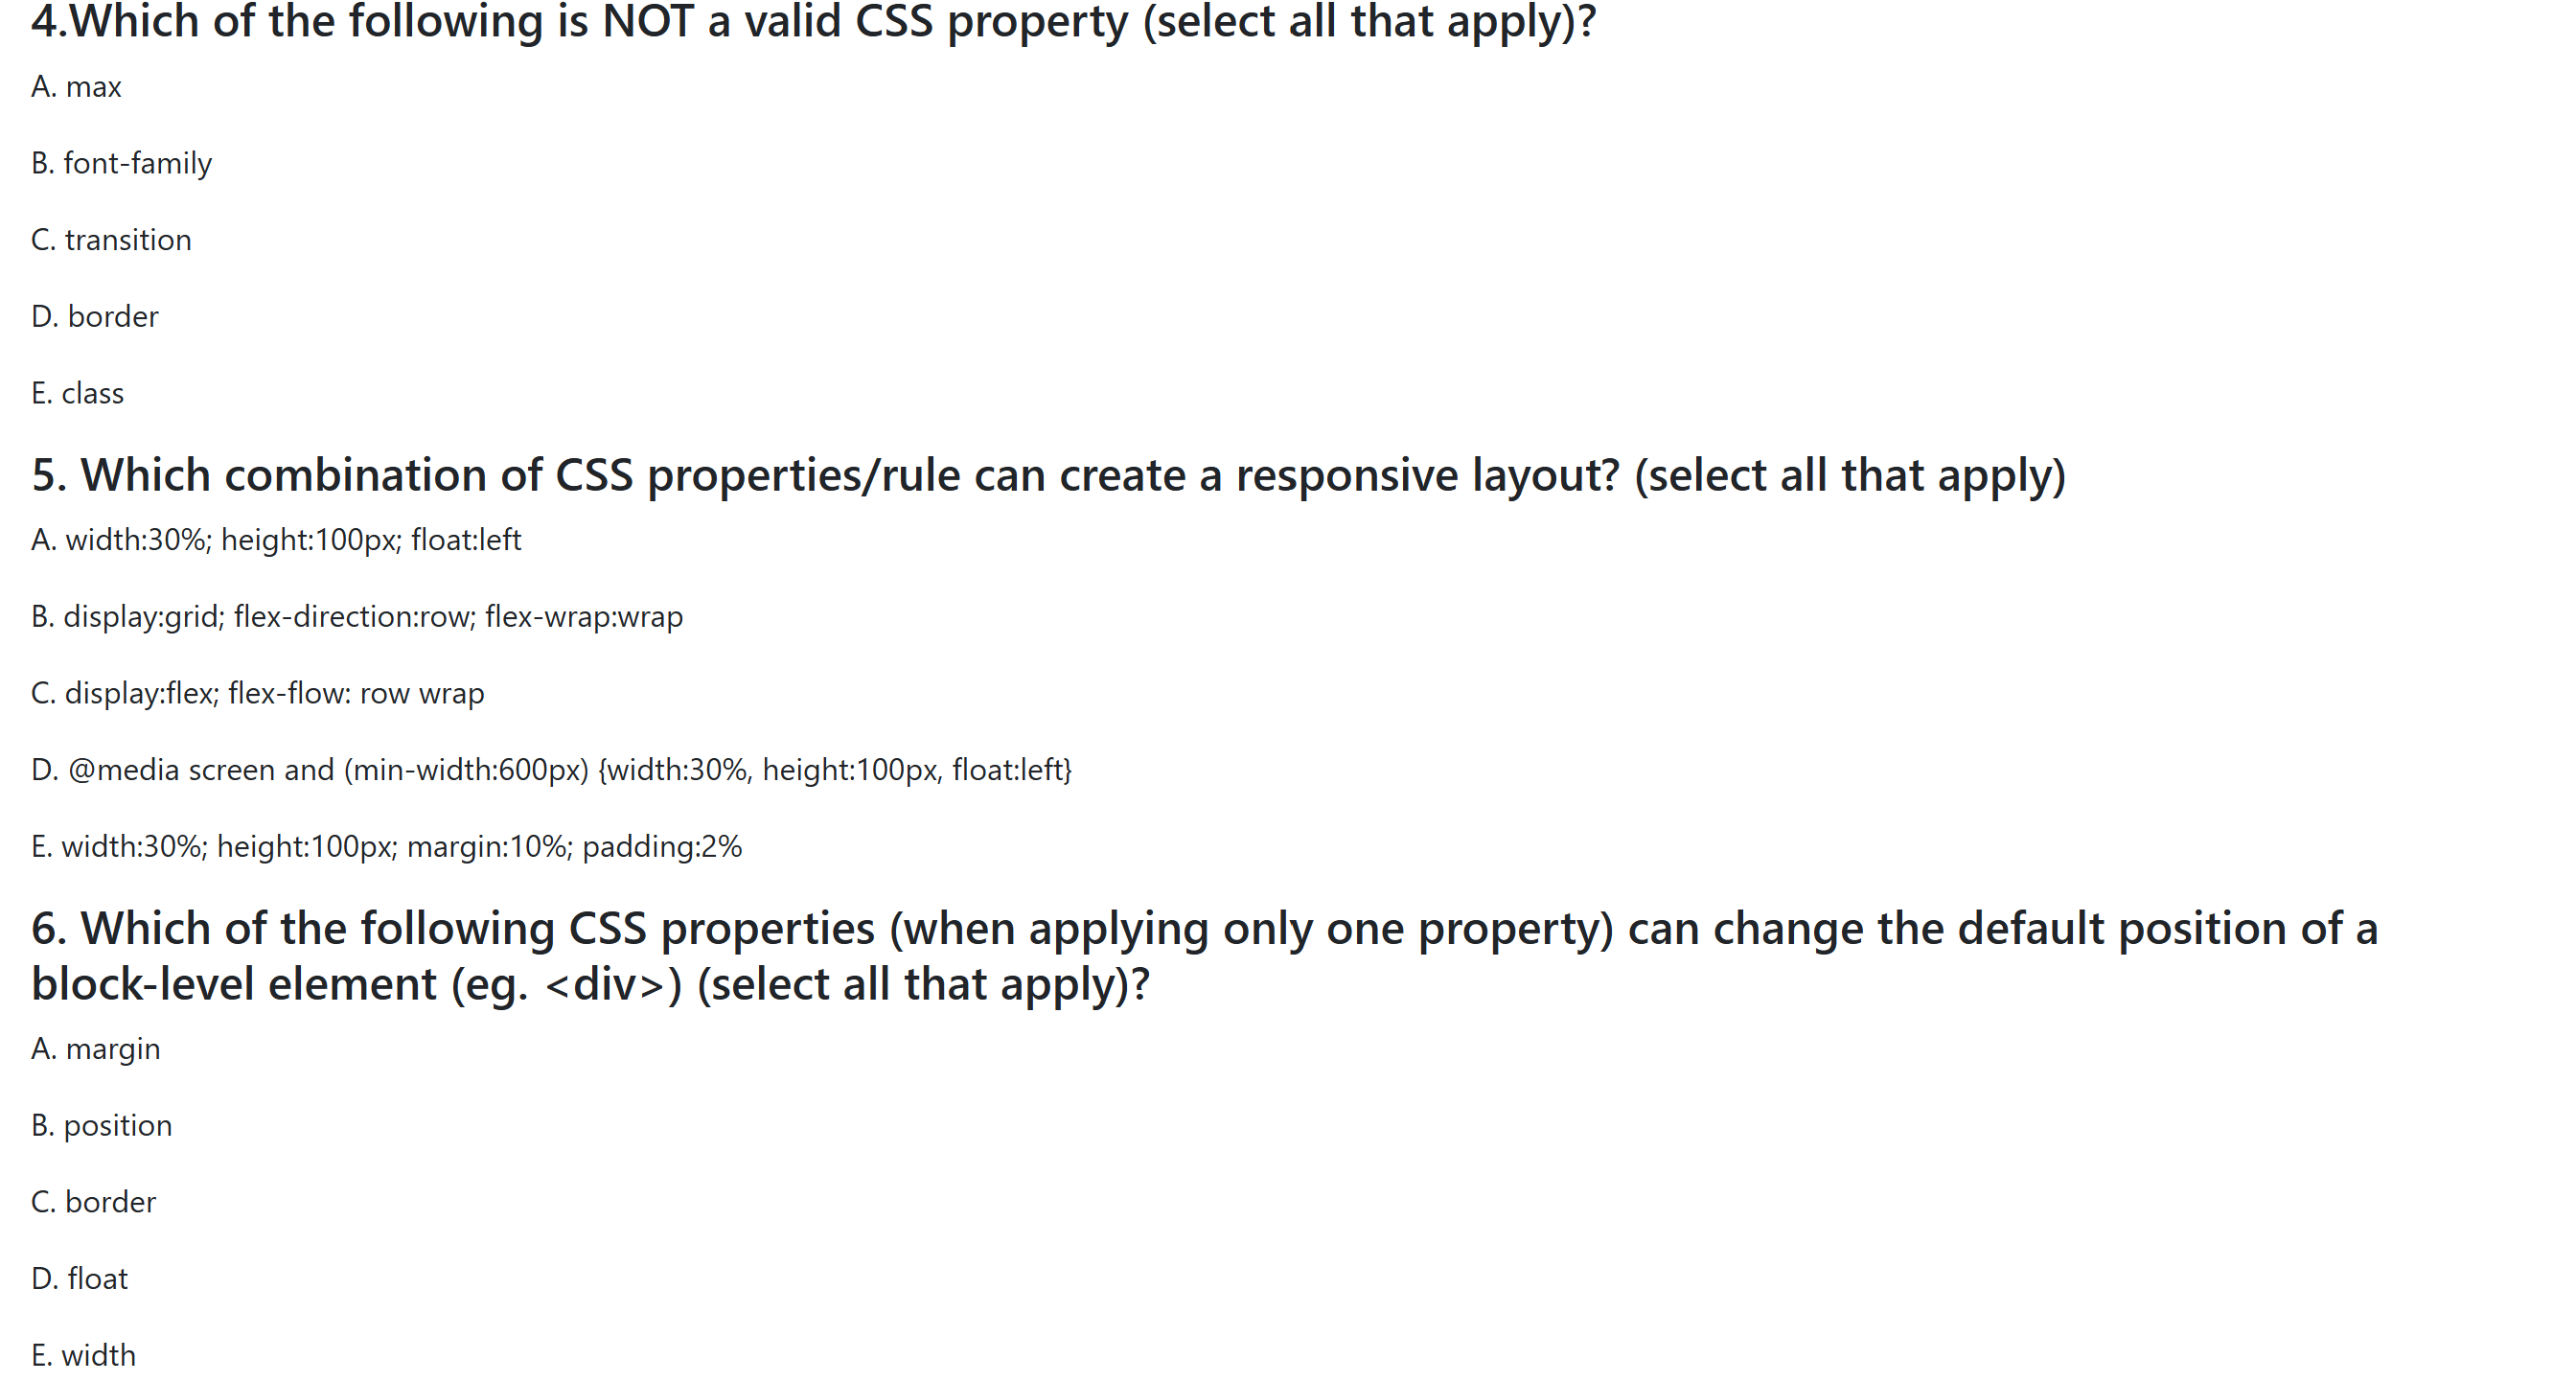 4.Which of the following is NOT a valid CSS property (select all that apply)?
A. max
B. font-family
C. transition
D. border
E. class
5. Which combination of CSS properties/rule can create a responsive layout? (select all that apply)
A. width:30%; height:100px; float:left
B. display:grid; flex-direction:row; flex-wrap:wrap
C. display:flex; flex-flow: row wrap
D. @media screen and (min-width:600px) {width:30%, height:100px, float:left}
E. width:30%; height:100px; margin:10%; padding:2%
6. Which of the following CSS properties (when applying only one property) can change the default position of a
block-level element (eg. <div>) (select all that apply)?
A. margin
B. position
C. border
D. float
E. width